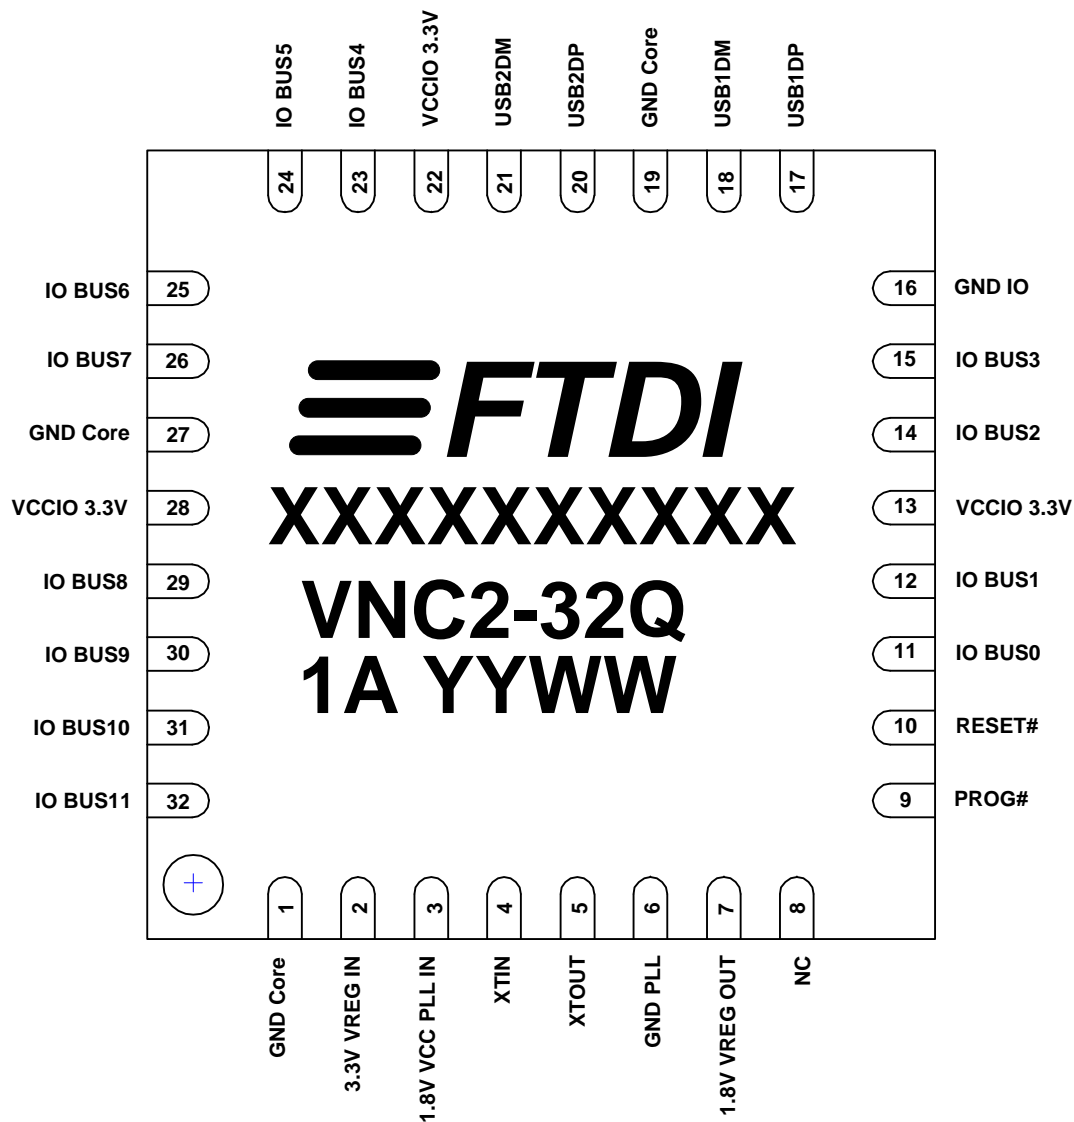 IO BUS5
IO BUS4
VCCIO 3.3V
USB2DM
USB2DP
GND Core
USB1DM
USB1DP
24
23
22
21
20
19
18
17
IO BUS6 25
IO BUS7 26
GND Core 27
VCCIO 3.3V 28
IO BUS8 29
IO BUS9 30
IO BUS10 31
IO BUS11 32
FTDI
XXXXXXXXXX
VNC2-32Q
1A YYWW
16 GND IO
15 IO BUS3
14 IO BUS2
13 VCCIO 3.3V
12 IO BUS1
11 IO BUS0
10 RESET#
9 PROG#
1
2
3
4
5
6
7
8
GND Core
3.3V VREG IN
1.8V VCC PLL IN
XTIN
XTOUT
GND PLL
1.8V VREG OUT
NC